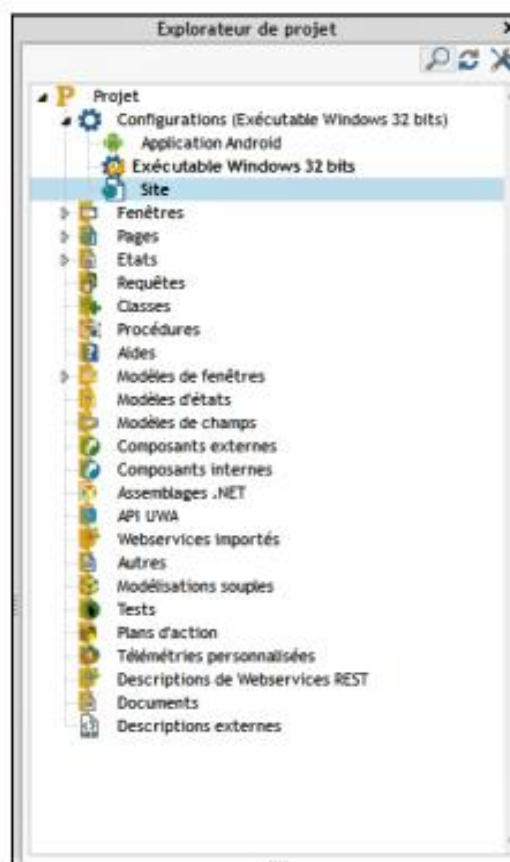 Explorateur de projet
Projet
Configurations (Exécutable Windows 32 bits)
Application Android
Exécutable Windows 32 bits
Site
Fenêtres
Pages
Etats
Requêtes
Classes
Procédures
Aides
Modèles de fenêtres
Modèles d'états
Modèles de champs
Composants externes
Composants internes
Assemblages .NET
API UWA
Webservices importés
Autres
Modélisations souples
Tests
Plans d'action
Télémétries personnalisées
Descriptions de Webservices REST
Documents
Descriptions externes